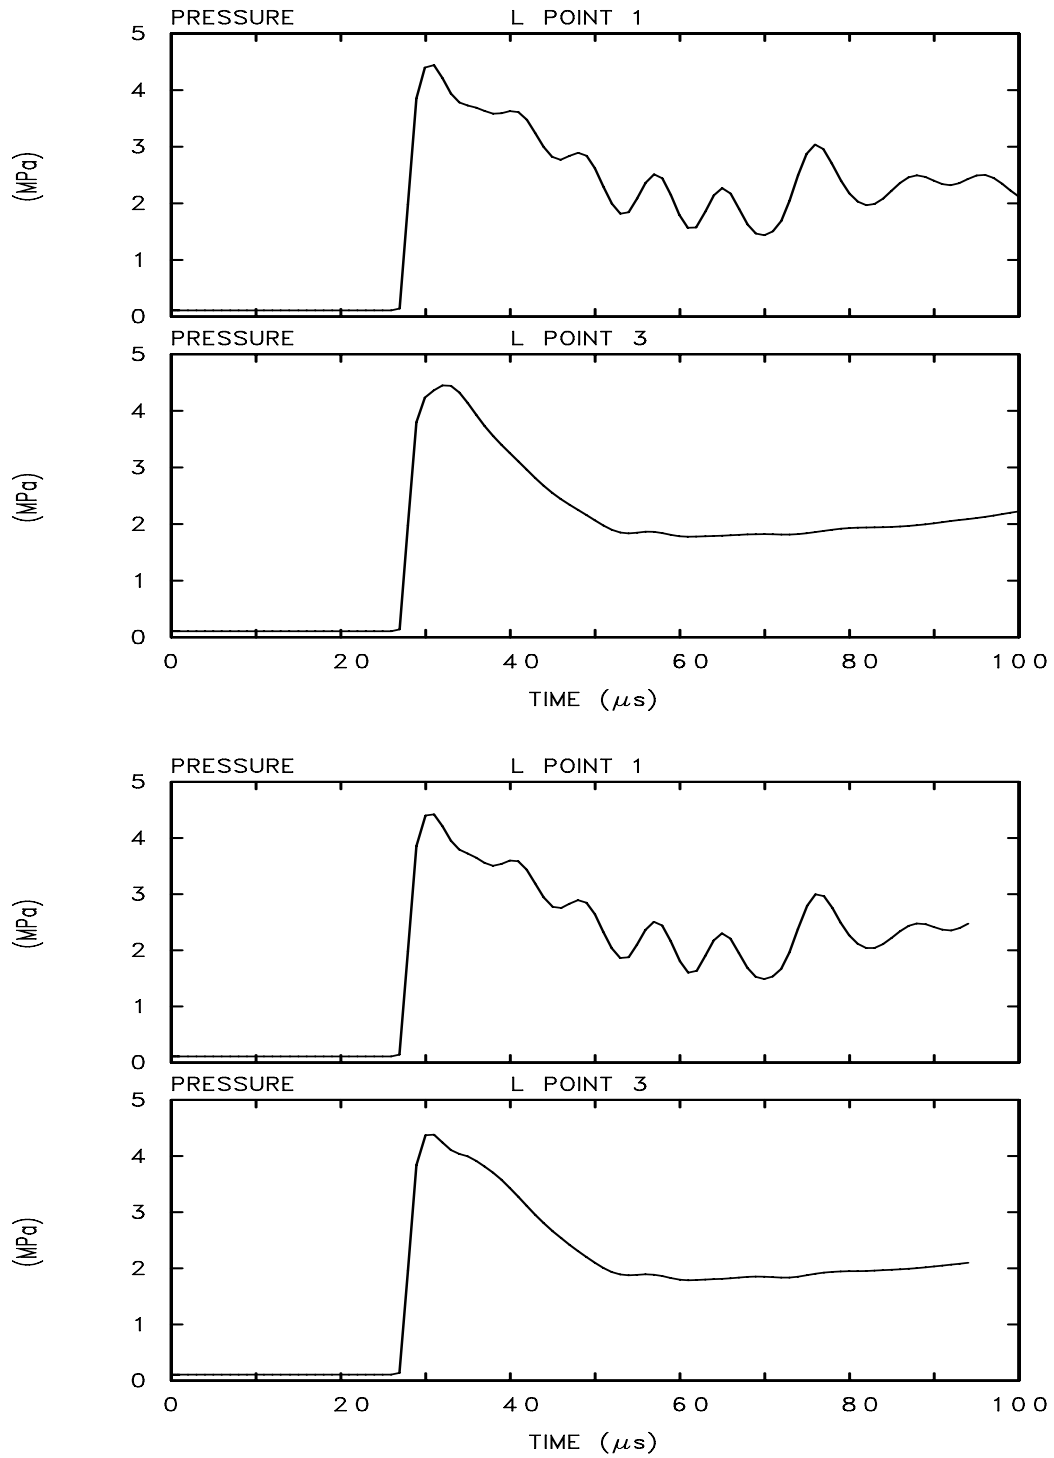 PRESSURE L POINT 1
5
4
3
2
1
0
(MPa)
PRESSURE L POINT 3
5
4
3
2
1
0
(MPa)
0 20 40 60 80 100
TIME (μs)
PRESSURE L POINT 1
5
4
3
2
1
0
(MPa)
PRESSURE L POINT 3
5
4
3
2
1
0
(MPa)
0 20 40 60 80 100
TIME (μs)